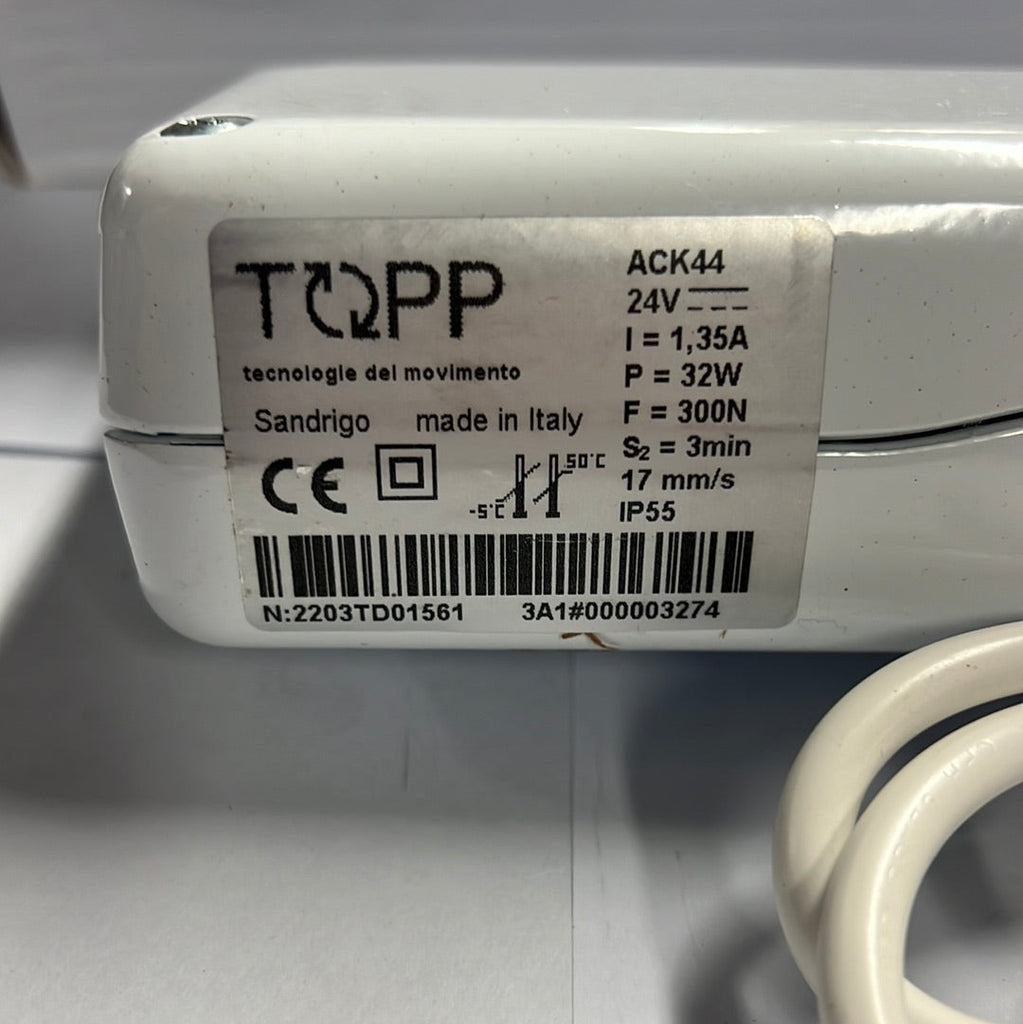 TOPP
tecnologie del movimento
Sandrigo made in Italy
CE
-5°C 50°C
ACK44
24V
I = 1,35A
P = 32W
F = 300N
S₂ = 3min
17 mm/s
IP55
N:2203TD01561 3A1#000003274